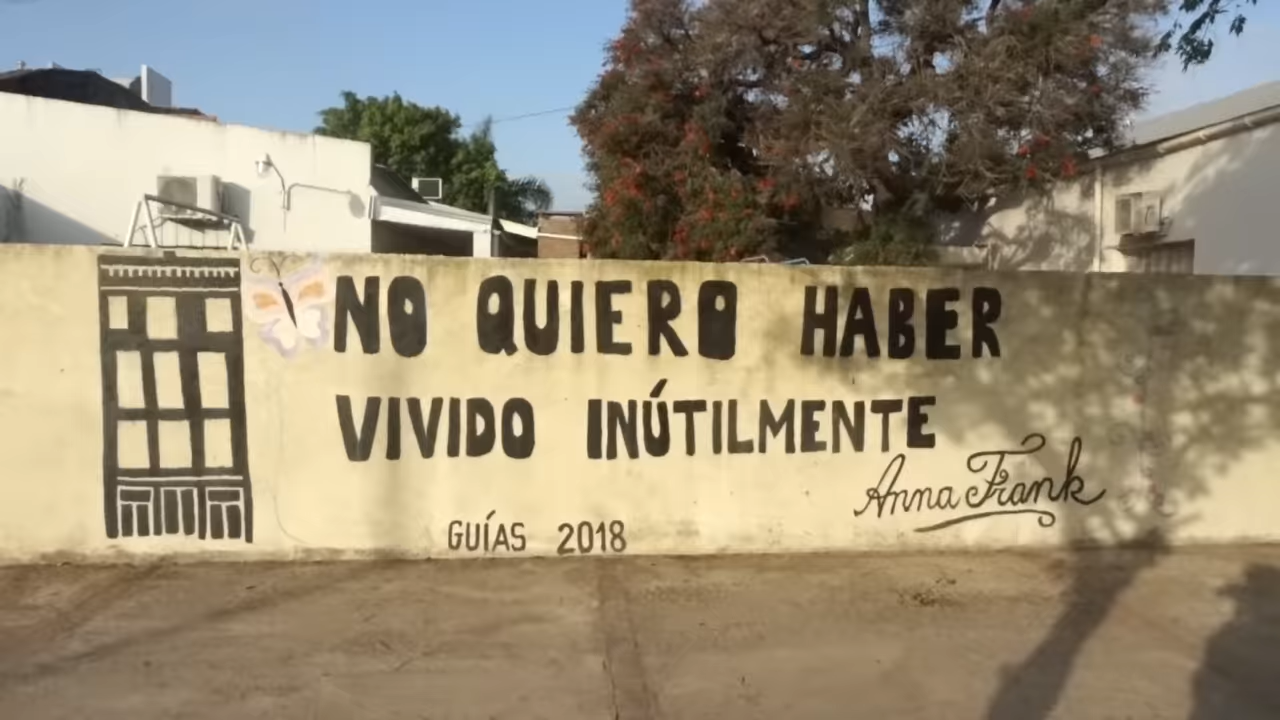 NO QUIERO HABER
VIVIDO INÚTILMENTE
Anna Frank
GUÍAS 2018